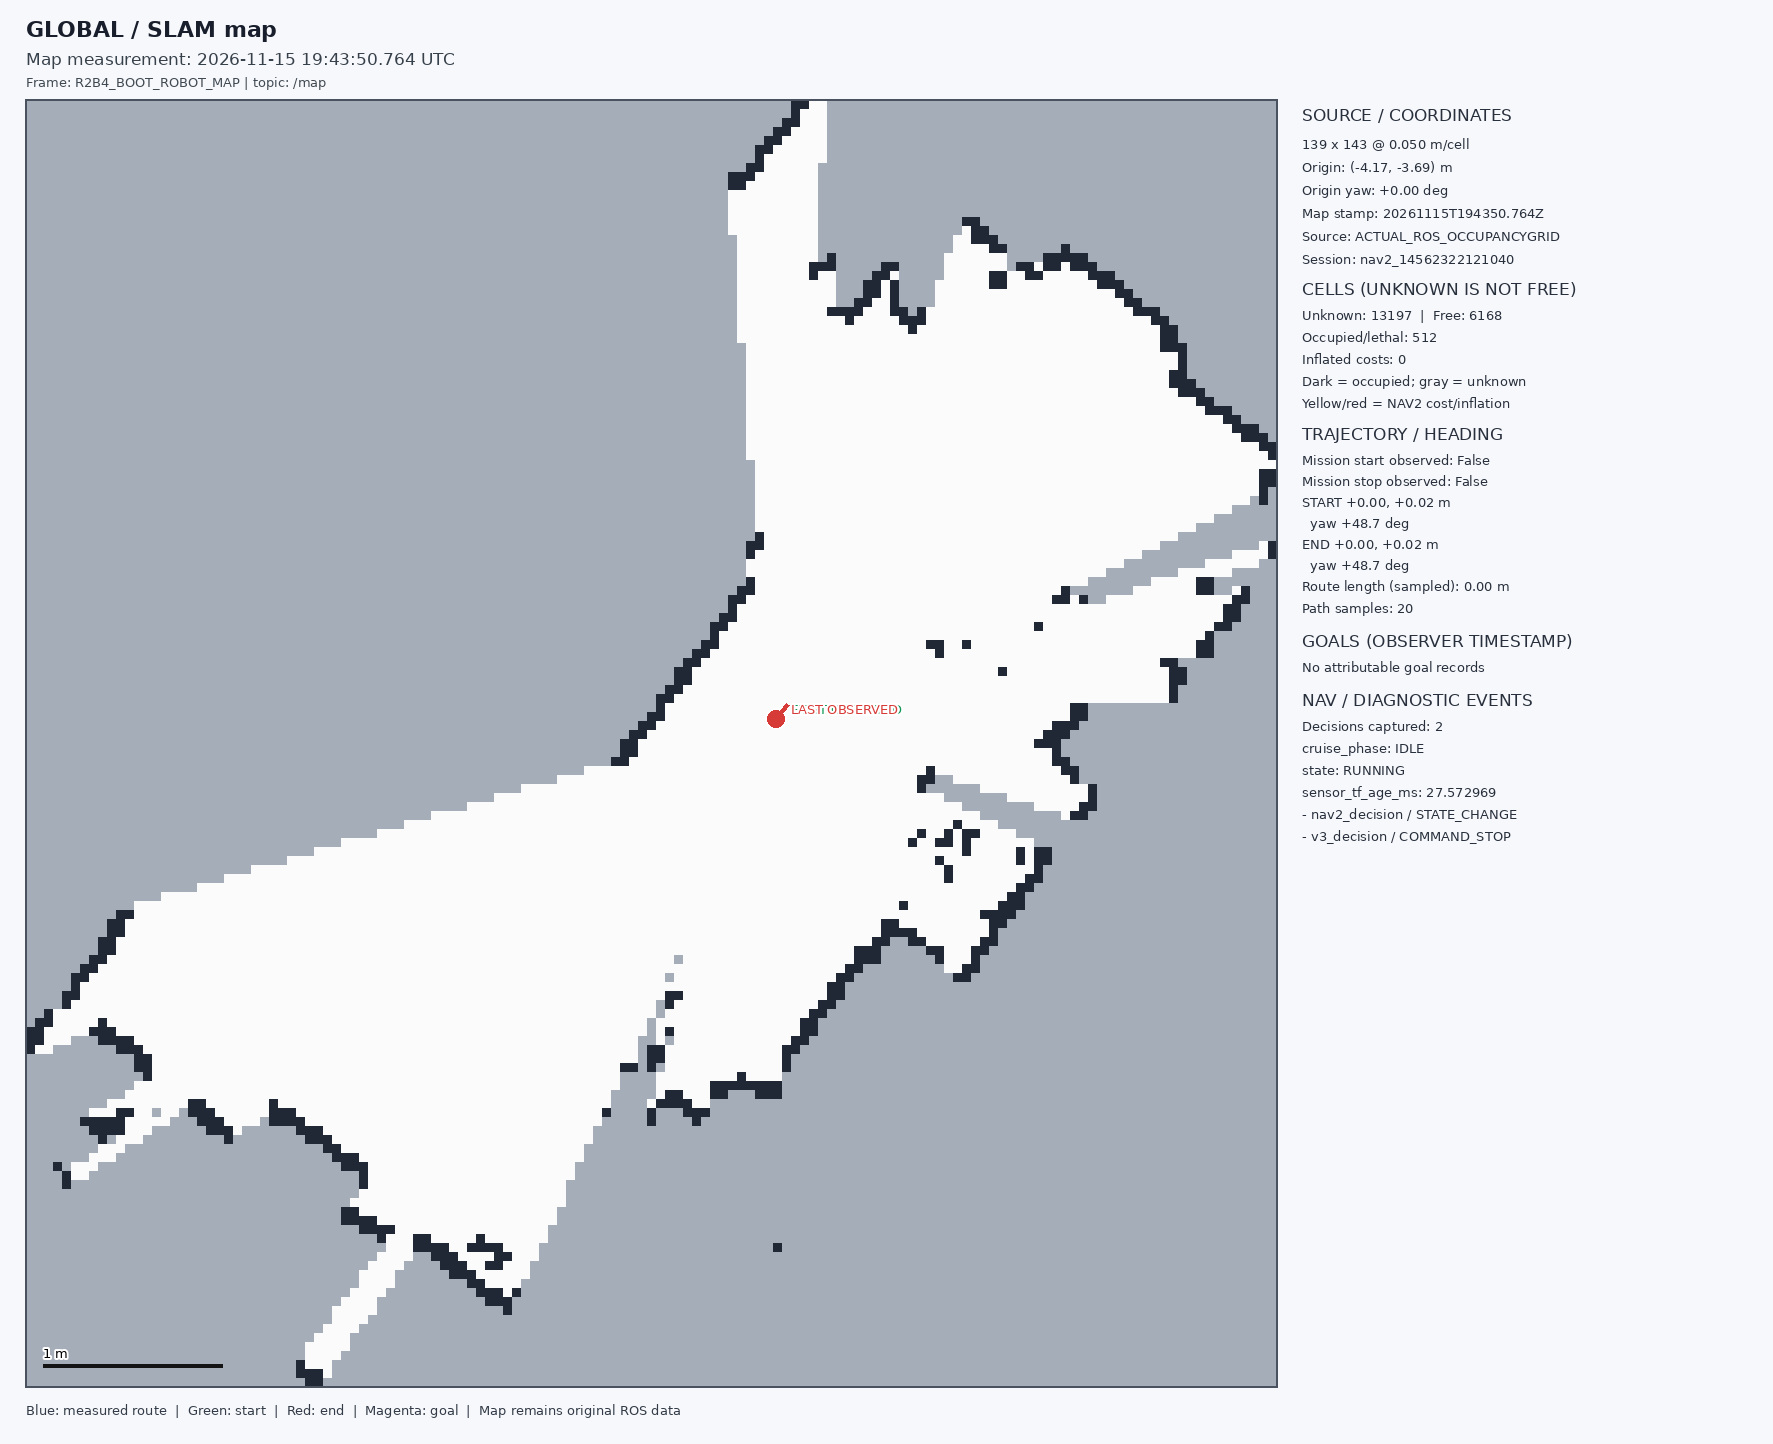 GLOBAL / SLAM map
Map measurement: 2026-11-15 19:43:50.764 UTC
Frame: R2B4_BOOT_ROBOT_MAP | topic: /map
SOURCE / COORDINATES
139 x 143 @ 0.050 m/cell
Origin: (-4.17, -3.69) m
Origin yaw: +0.00 deg
Map stamp: 20261115T194350.764Z
Source: ACTUAL_ROS_OCCUPANCYGRID
Session: nav2_14562322121040
CELLS (UNKNOWN IS NOT FREE)
Unknown: 13197 | Free: 6168
Occupied/lethal: 512
Inflated costs: 0
Dark = occupied; gray = unknown
Yellow/red = NAV2 cost/inflation
TRAJECTORY / HEADING
Mission start observed: False
Mission stop observed: False
START +0.00, +0.02 m
yaw +48.7 deg
END +0.00, +0.02 m
yaw +48.7 deg
Route length (sampled): 0.00 m
Path samples: 20
GOALS (OBSERVER TIMESTAMP)
No attributable goal records
NAV / DIAGNOSTIC EVENTS
Decisions captured: 2
cruise_phase: IDLE
state: RUNNING
sensor_tf_age_ms: 27.572969
- nav2_decision / STATE_CHANGE
- v3_decision / COMMAND_STOP
LAST OBSERVED
1 m
Blue: measured route | Green: start | Red: end | Magenta: goal | Map remains original ROS data